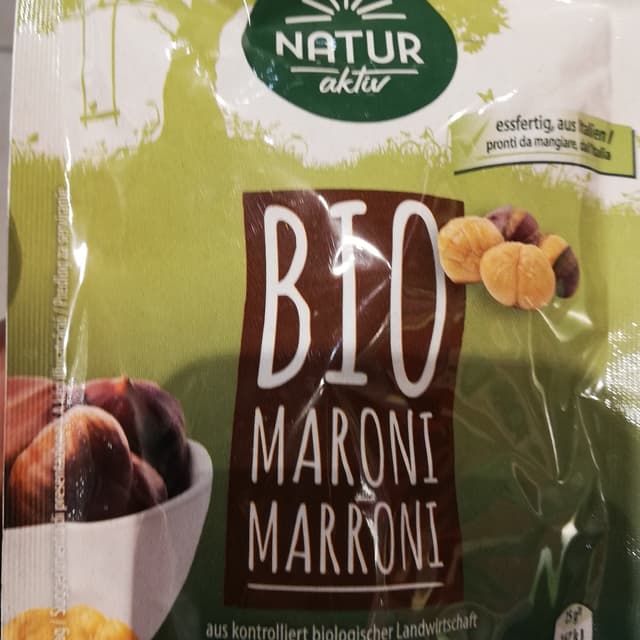 NATUR
aktiv
essfertig, aus Italien /
pronti da mangiare, dall'Italia
BIO
MARONI
MARRONI
aus kontrolliert biologischer Landwirtschaft